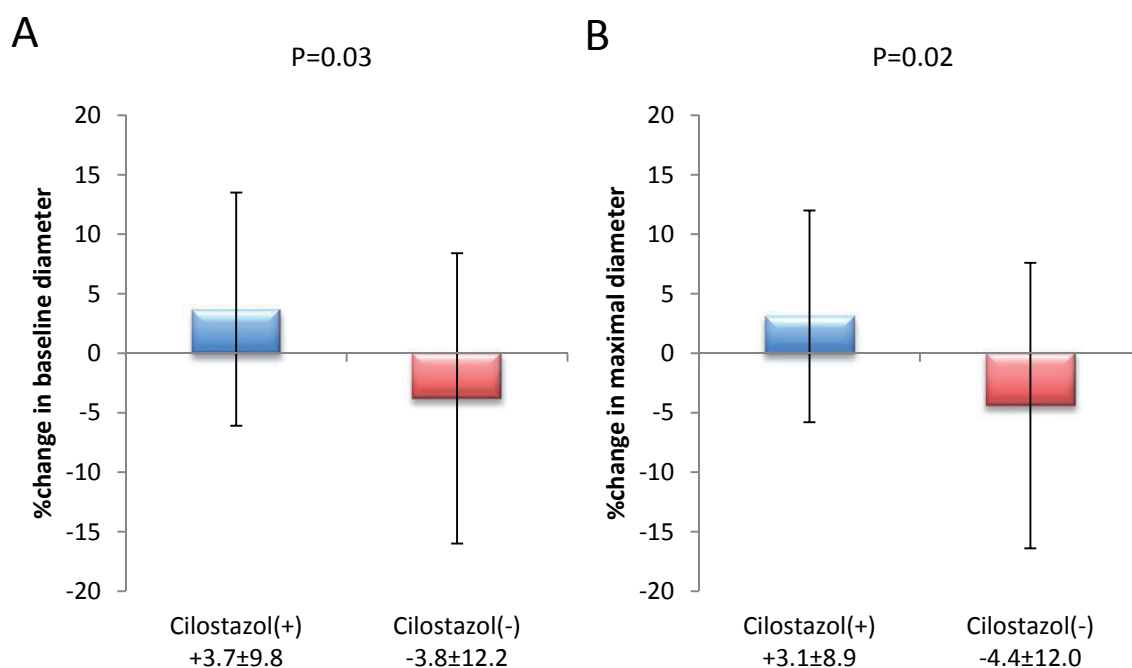 A
P=0.03
%change in baseline diameter
20
15
10
5
0
-5
-10
-15
-20
Cilostazol(+)
+3.7±9.8
Cilostazol(-)
-3.8±12.2
B
P=0.02
%change in maximal diameter
20
15
10
5
0
-5
-10
-15
-20
Cilostazol(+)
+3.1±8.9
Cilostazol(-)
-4.4±12.0